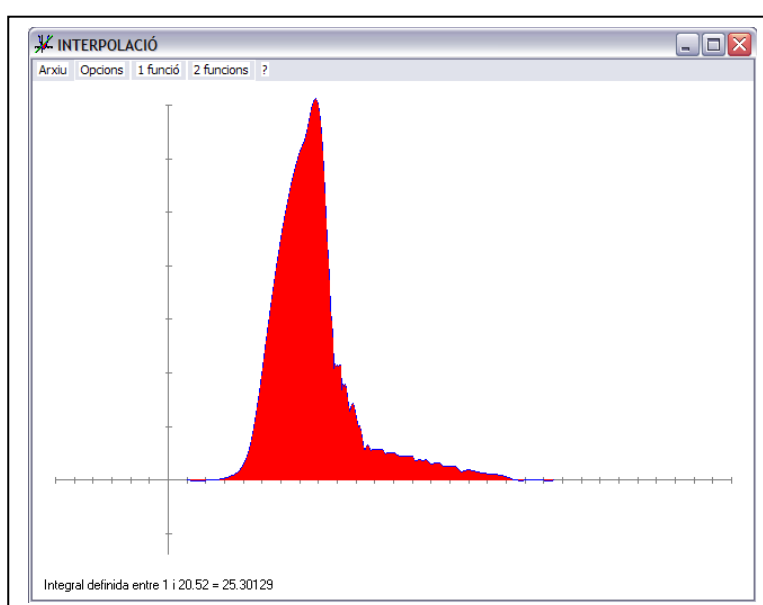 INTERPOLACIÓ
Arxiu Opcions 1 funció 2 funcions ?
Integral definida entre 1 i 20.52 = 25.30129